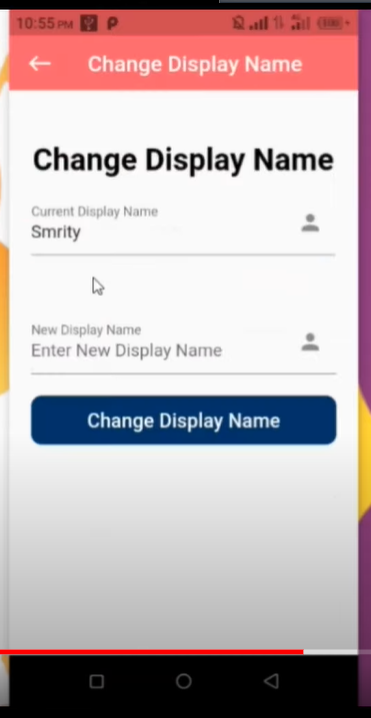 10:55 PM P
Change Display Name
Change Display Name
Current Display Name
Smrity
New Display Name
Enter New Display Name
Change Display Name